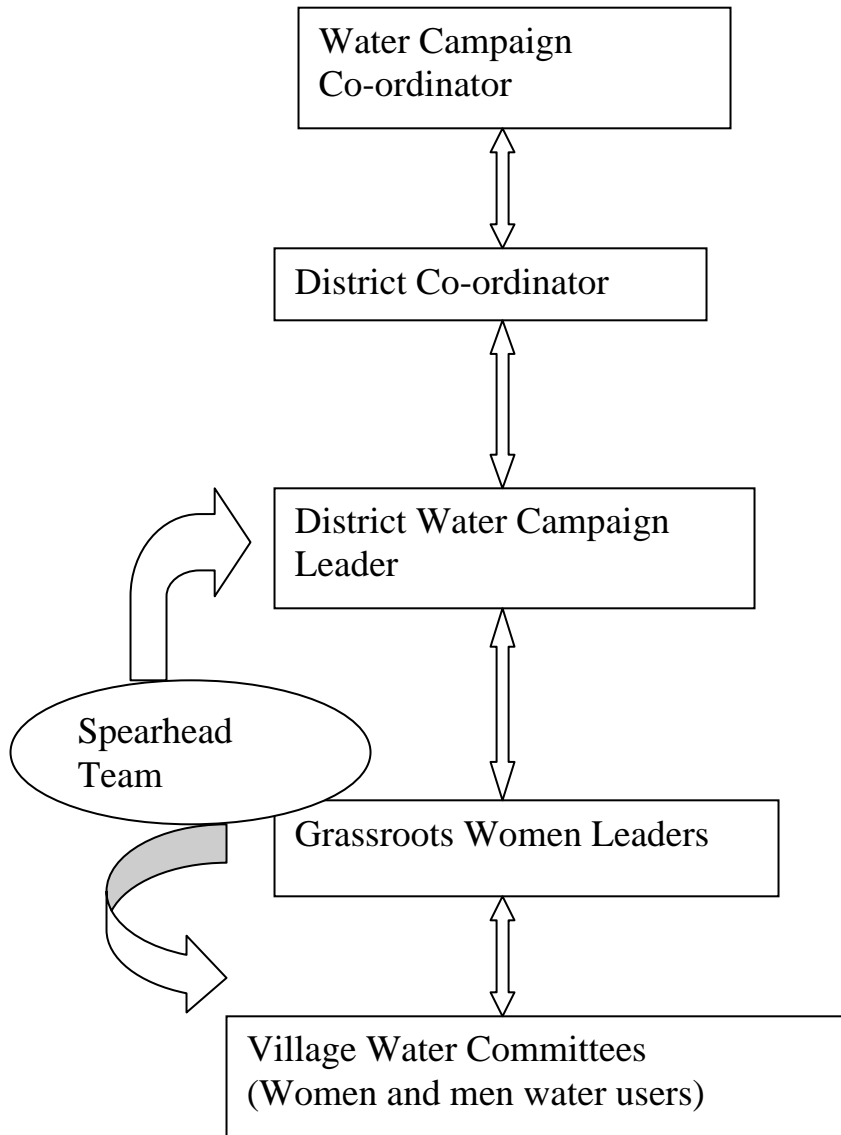 Water Campaign
Co-ordinator
District Co-ordinator
District Water Campaign
Leader
Spearhead
Team
Grassroots Women Leaders
Village Water Committees
(Women and men water users)